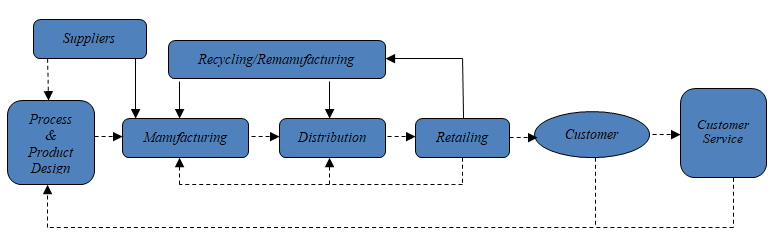 Suppliers
Recycling/Remanufacturing
Process
&
Product
Design
Manufacturing
Distribution
Retailing
Customer
Customer
Service